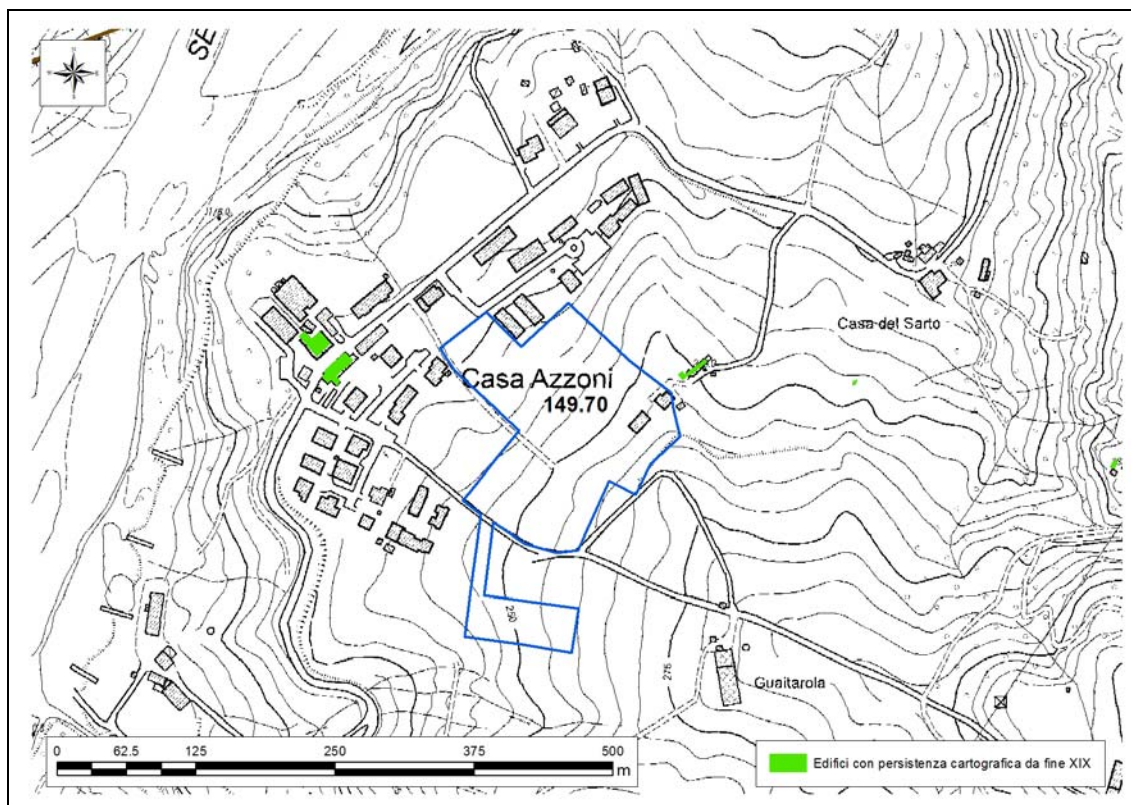 SE
Casa del Sarto
Casa Azzoni
149.70
250
275
Guaitarola
0 62.5 125 250 375 500
m
Edifici con persistenza cartografica da fine XIX